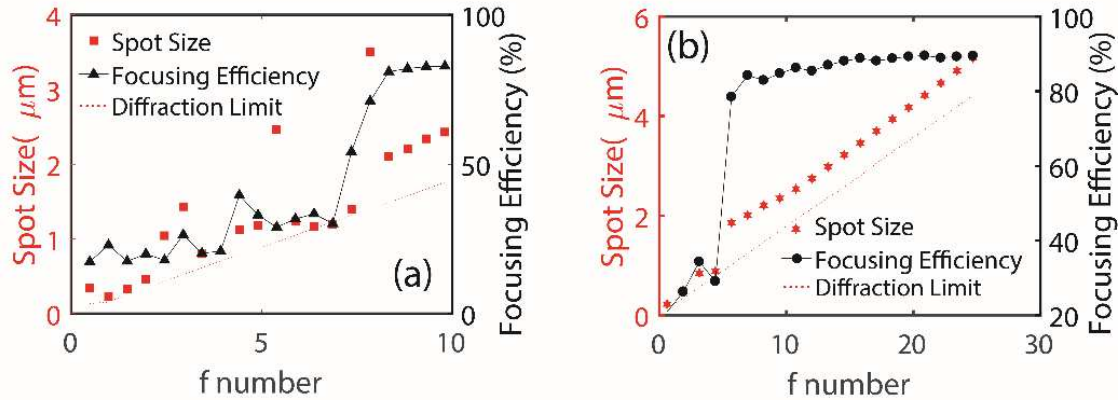 4
3
2
1
0
Spot Size( μm)
Spot Size
Focusing Efficiency
Diffraction Limit
(a)
100
50
0
Focusing Efficiency (%)
0
5
10
f number
6
4
2
0
Spot Size( μm)
(b)
Spot Size
Focusing Efficiency
Diffraction Limit
100
80
60
40
20
Focusing Efficiency (%)
0
10
20
30
f number